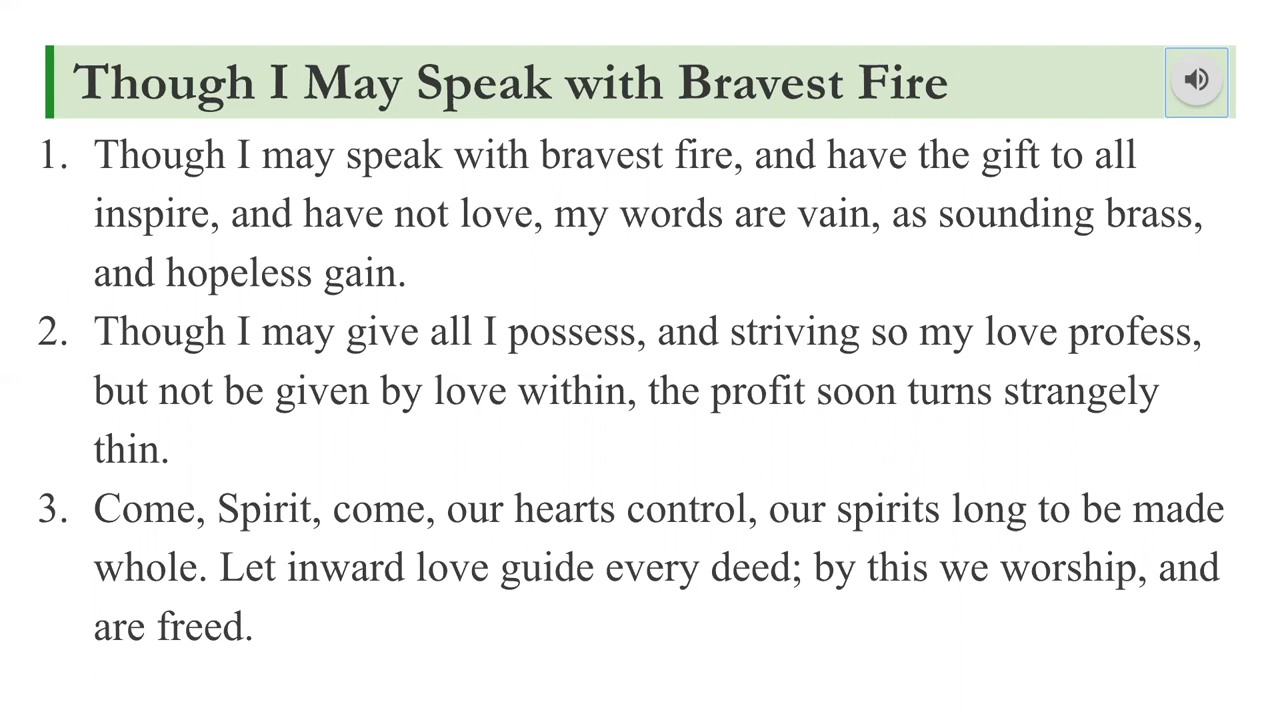 Though I May Speak with Bravest Fire
1. Though I may speak with bravest fire, and have the gift to all
inspire, and have not love, my words are vain, as sounding brass,
and hopeless gain.
2. Though I may give all I possess, and striving so my love profess,
but not be given by love within, the profit soon turns strangely
thin.
3. Come, Spirit, come, our hearts control, our spirits long to be made
whole. Let inward love guide every deed; by this we worship, and
are freed.